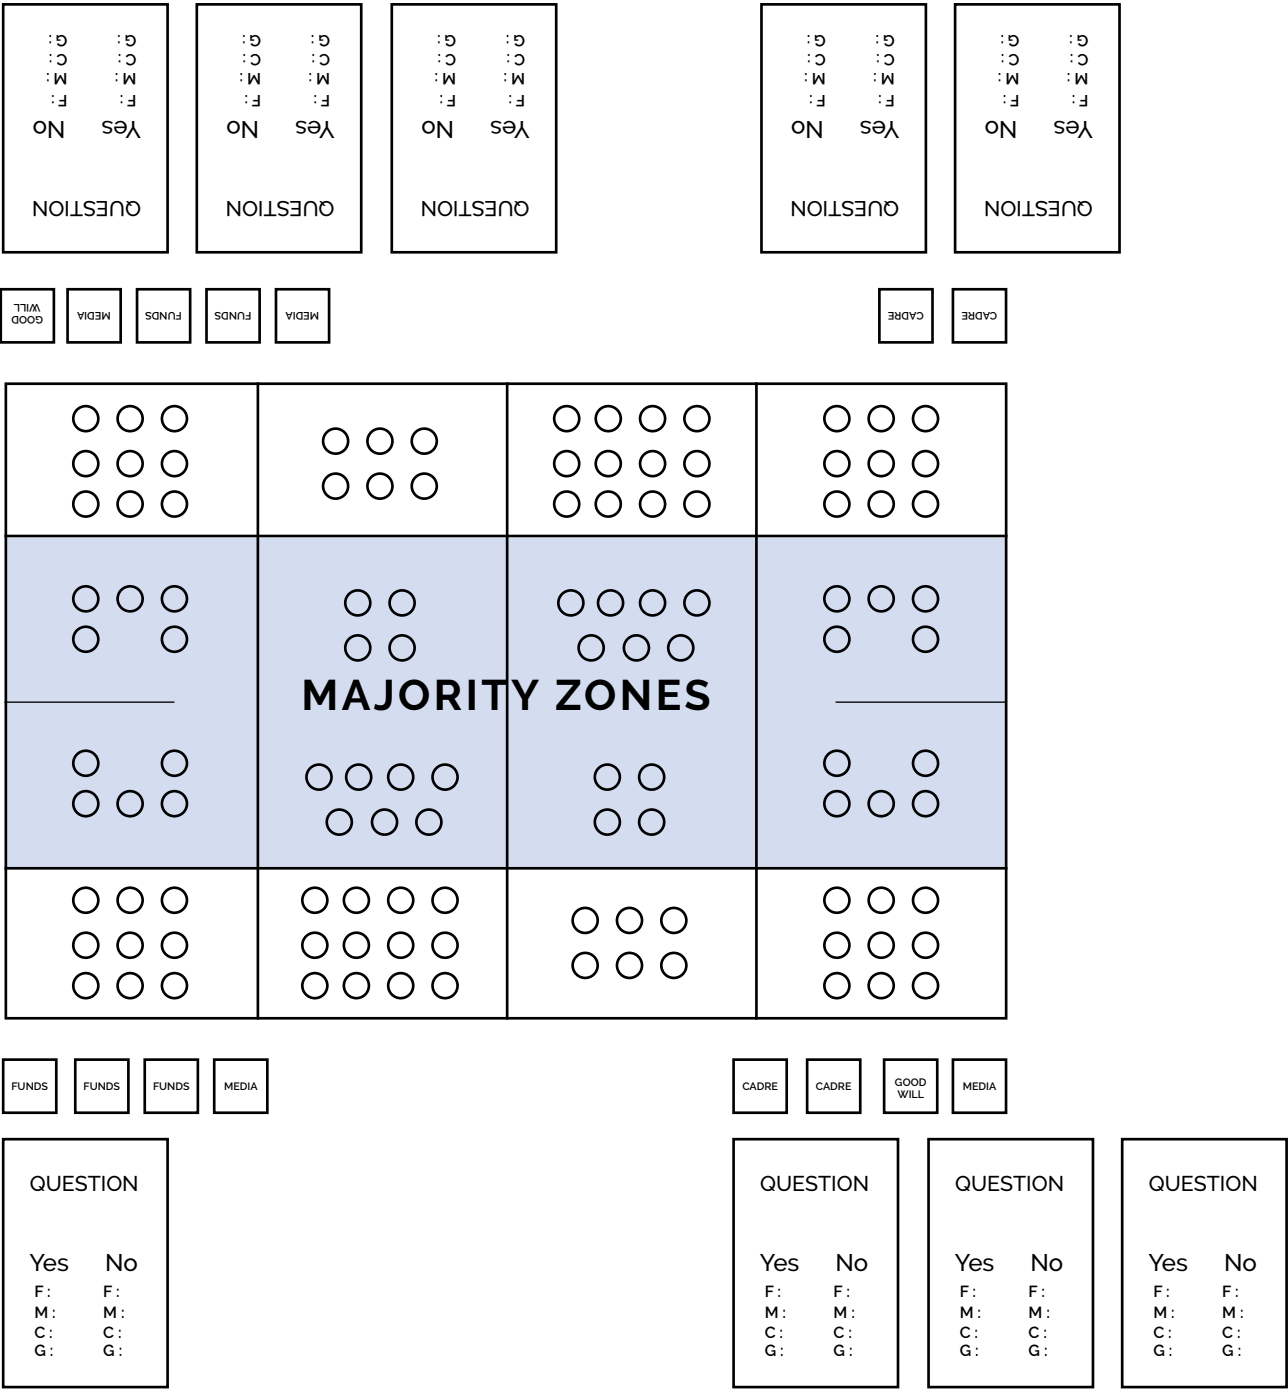 G: G:
C: C:
M: M:
F: F:
No Yes
QUESTION
G: G:
C: C:
M: M:
F: F:
No Yes
QUESTION
G: G:
C: C:
M: M:
F: F:
No Yes
QUESTION
G: G:
C: C:
M: M:
F: F:
No Yes
QUESTION
G: G:
C: C:
M: M:
F: F:
No Yes
QUESTION
GOOD
WILL
MEDIA
FUNDS
FUNDS
MEDIA
CADRE
CADRE
MAJORITY ZONES
FUNDS
FUNDS
FUNDS
MEDIA
CADRE
CADRE
GOOD
WILL
MEDIA
QUESTION
Yes No
F: F:
M: M:
C: C:
G: G:
QUESTION
Yes No
F: F:
M: M:
C: C:
G: G:
QUESTION
Yes No
F: F:
M: M:
C: C:
G: G:
QUESTION
Yes No
F: F:
M: M:
C: C:
G: G: